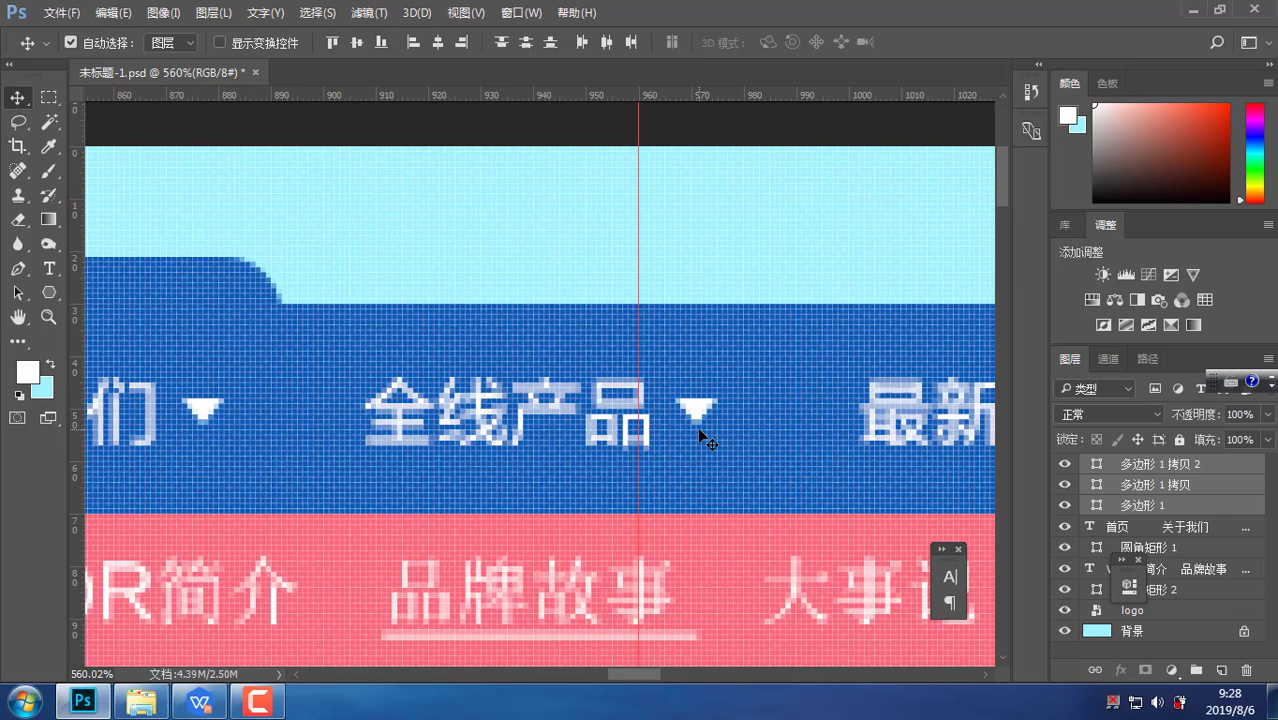 Ps 文件(F) 编辑(E) 图像(I) 图层(L) 文字(Y) 选择(S) 滤镜(T) 3D(D) 视图(V) 窗口(W) 帮助(H)
自动选择： 图层 显示变换控件 3D 模式：
未标题-1.psd @ 560%(RGB/8#) * ×
860 870 880 890 900 910 920 930 940 950 960 970 980 990 1000 1010 1020
颜色 色板
库 调整
添加调整
图层 通道 路径
类型
正常 不透明度： 100%
锁定： 填充： 100%
多边形 1 拷贝 2
多边形 1 拷贝
多边形 1
首页 关于我们 ...
圆角矩形 1
简介 品牌故事 ...
矩形 2
logo
背景
们 全线产品 最新
R简介 品牌故事 大事
560.02% 文档:4.39M/2.50M
9:28
2019/8/6